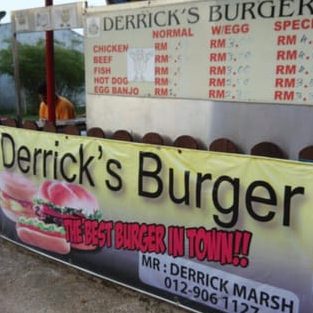 DERRICK'S BURGER
NORMAL W/EGG SPECI
CHICKEN RM RM RM
BEEF RM RM RM
FISH RM RM RM
HOT DOG RM RM RM
EGG BANJO RM RM RM
Derrick's Burger
THE BEST BURGER IN TOWN!!
MR : DERRICK MARSH
012-906 1127